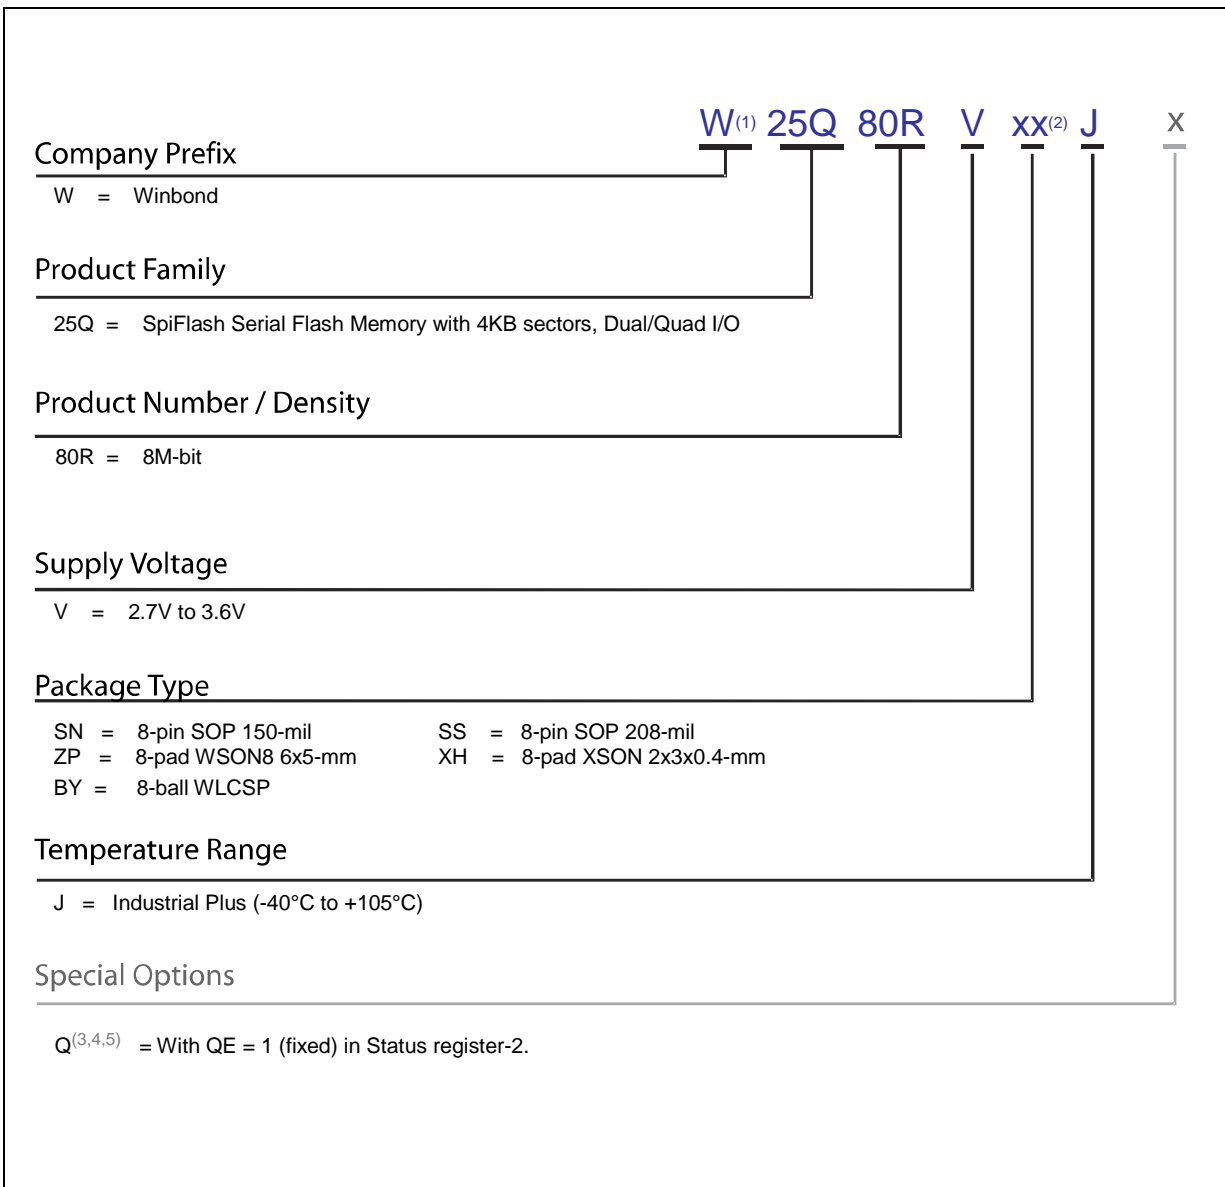 W(1) 25Q 80R V xx(2) J x
Company Prefix
W = Winbond
Product Family
25Q = SpiFlash Serial Flash Memory with 4KB sectors, Dual/Quad I/O
Product Number / Density
80R = 8M-bit
Supply Voltage
V = 2.7V to 3.6V
Package Type
SN = 8-pin SOP 150-mil SS = 8-pin SOP 208-mil
ZP = 8-pad WSON8 6x5-mm XH = 8-pad XSON 2x3x0.4-mm
BY = 8-ball WLCSP
Temperature Range
J = Industrial Plus (-40°C to +105°C)
Special Options
Q(3,4,5) = With QE = 1 (fixed) in Status register-2.